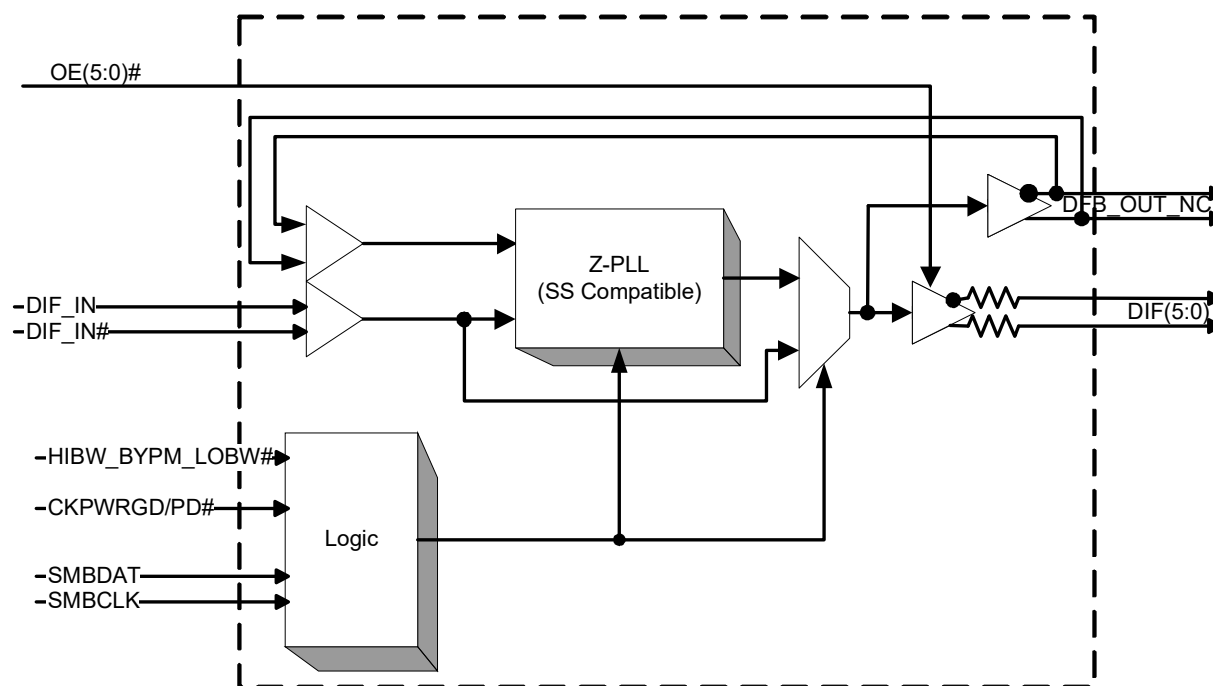 OE(5:0)#
DFB_OUT_NC
Z-PLL
(SS Compatible)
DIF_IN
DIF_IN#
DIF(5:0)
HIBW_BYPM_LOBW#
CKPWRGD/PD#
Logic
SMBDAT
SMBCLK